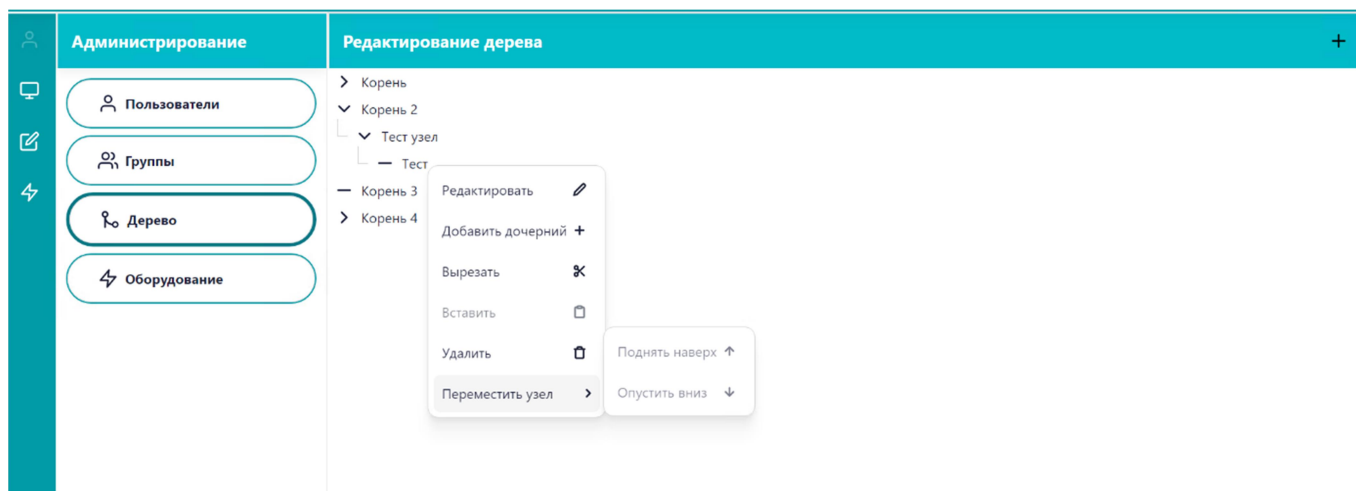 Администрирование
Редактирование дерева
Пользователи
Группы
Дерево
Оборудование
Корень
Корень 2
Тест узел
Тест
Корень 3
Корень 4
Редактировать
Добавить дочерний
Вырезать
Вставить
Удалить
Переместить узел
Поднять наверх
Опустить вниз